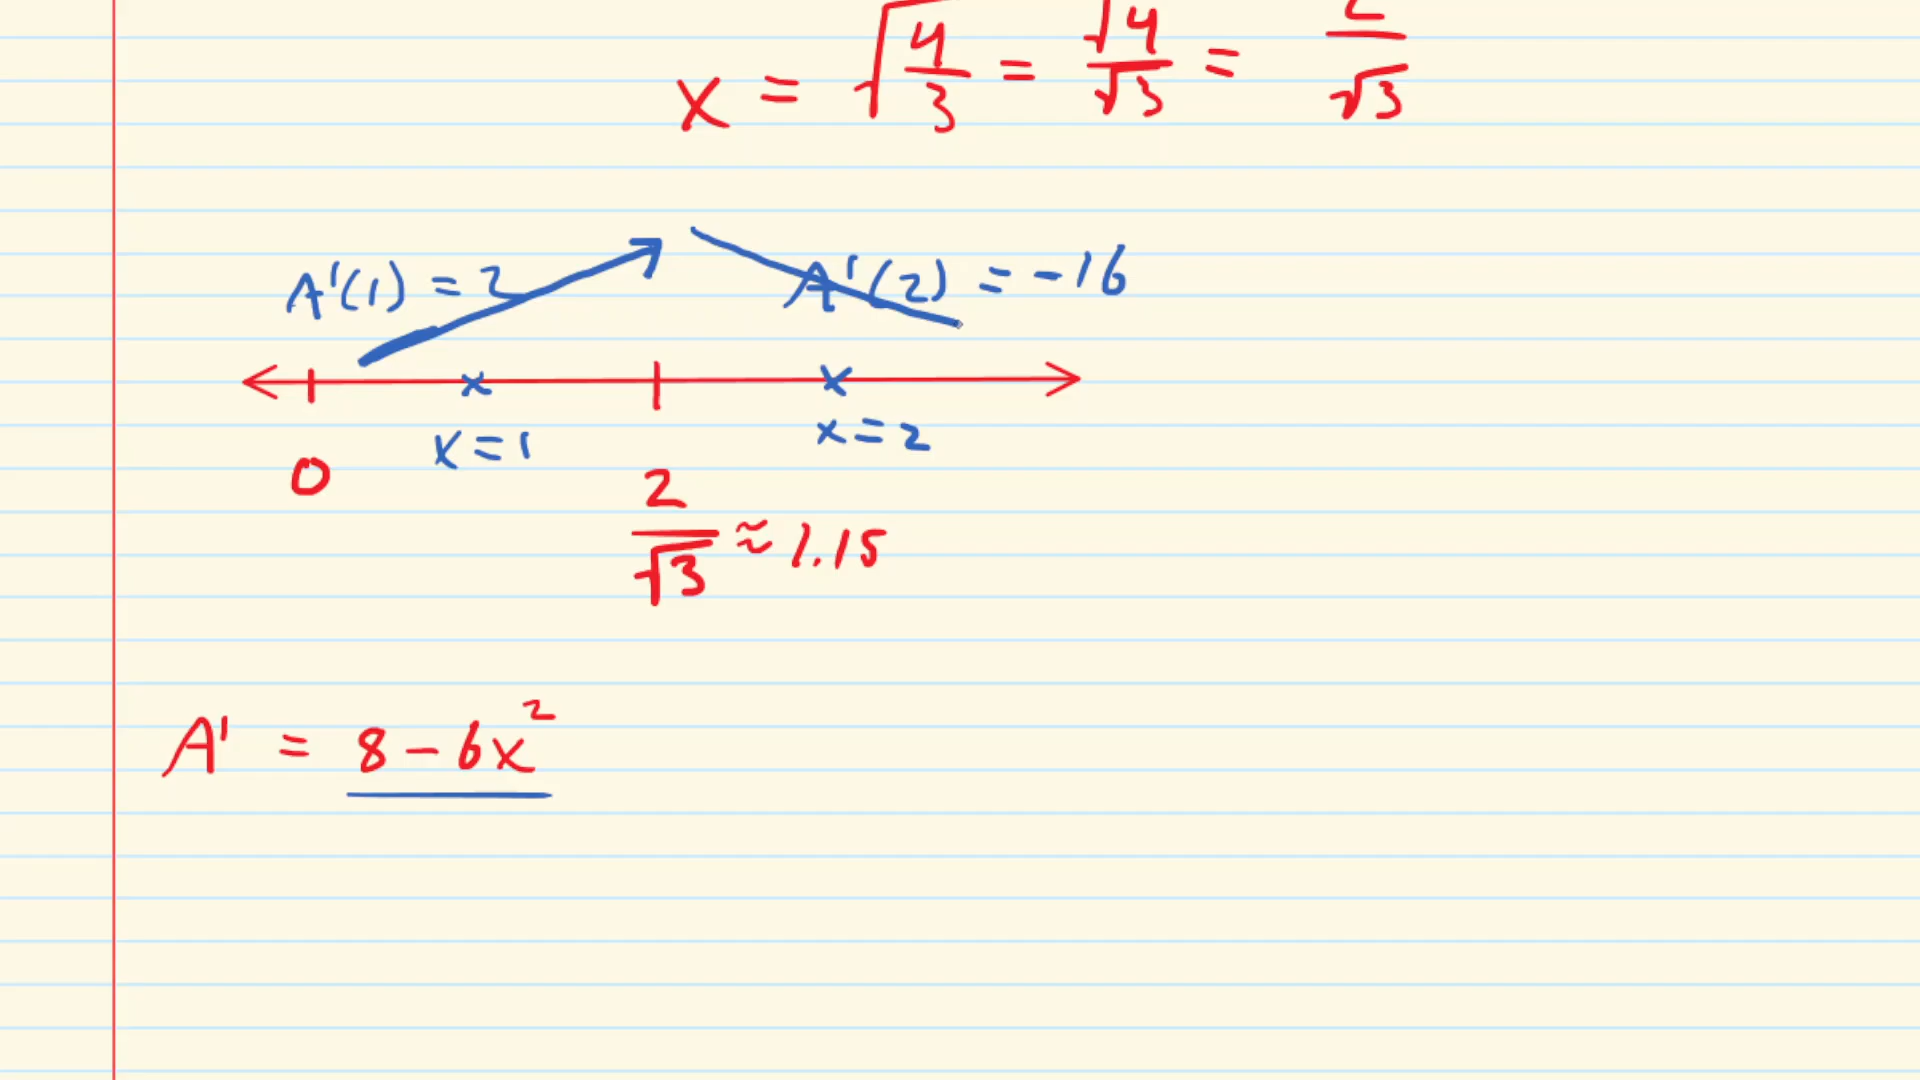 x = √(4/3) = √4/√3 = 2/√3
A'(1) = 2 A'(2) = -16
x = 1 x = 2
0 2/√3 ≈ 1.15
A' = 8 - 6x²